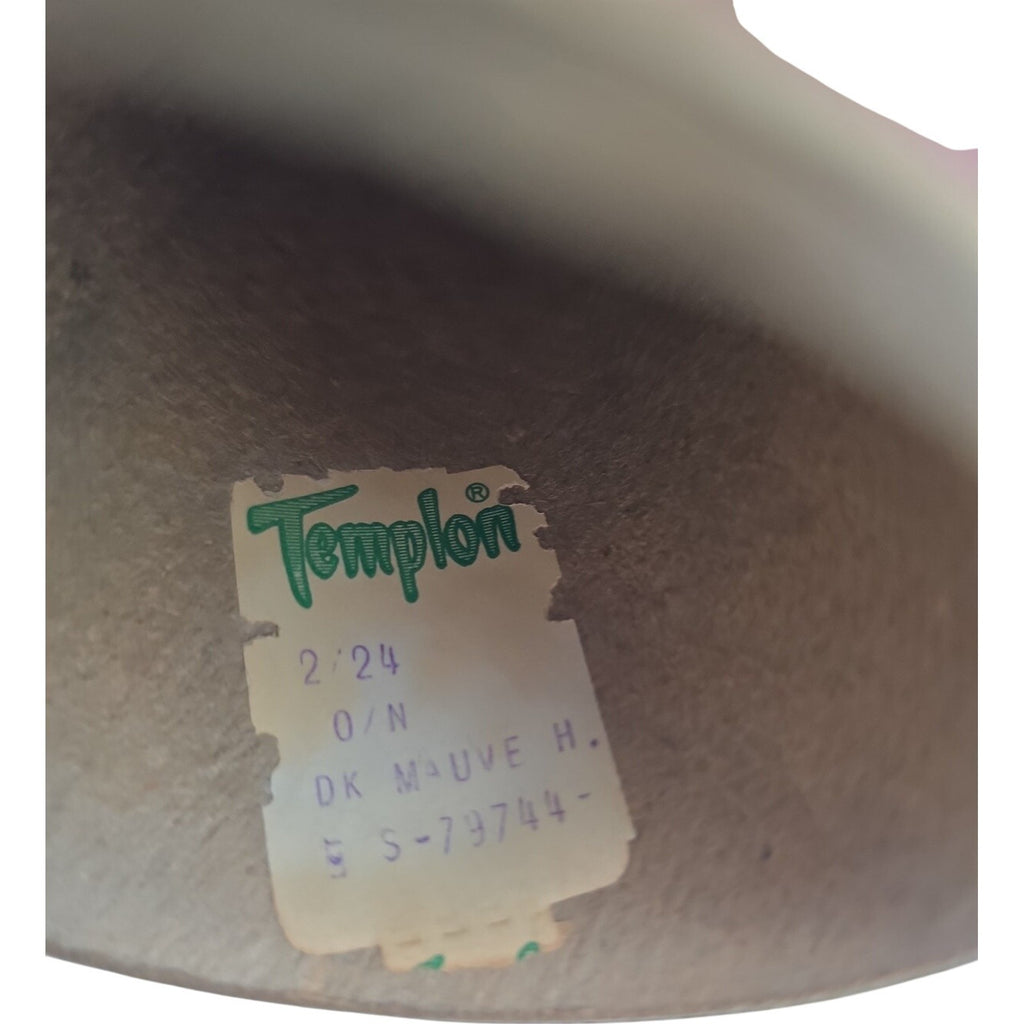 Templon®
2/24
O/N
DK MAUVE H.
S-79744-